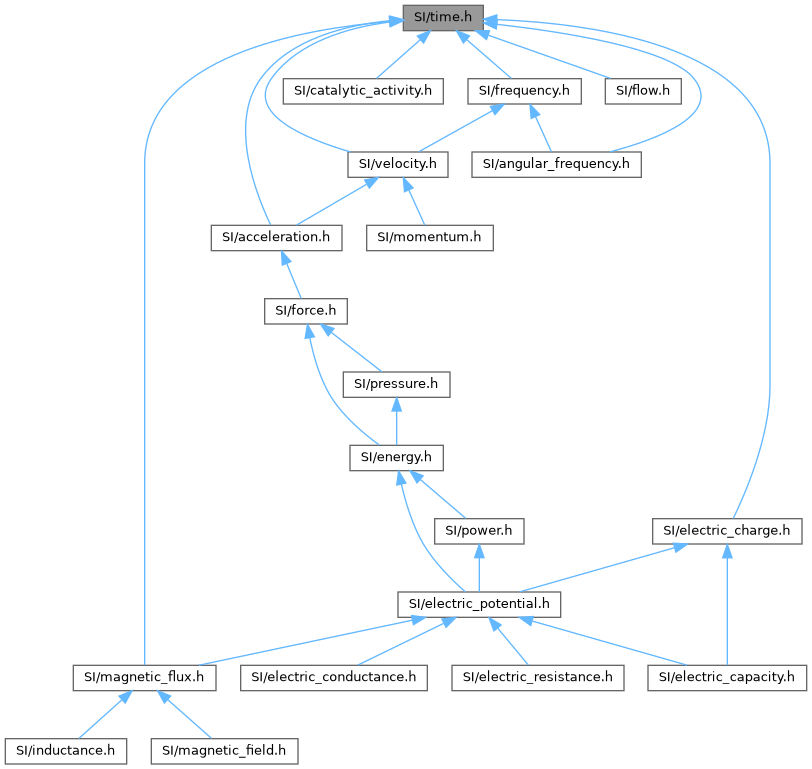 SI/time.h
SI/catalytic_activity.h
SI/frequency.h
SI/flow.h
SI/velocity.h
SI/angular_frequency.h
SI/acceleration.h
SI/momentum.h
SI/force.h
SI/pressure.h
SI/energy.h
SI/power.h
SI/electric_charge.h
SI/electric_potential.h
SI/magnetic_flux.h
SI/electric_conductance.h
SI/electric_resistance.h
SI/electric_capacity.h
SI/inductance.h
SI/magnetic_field.h